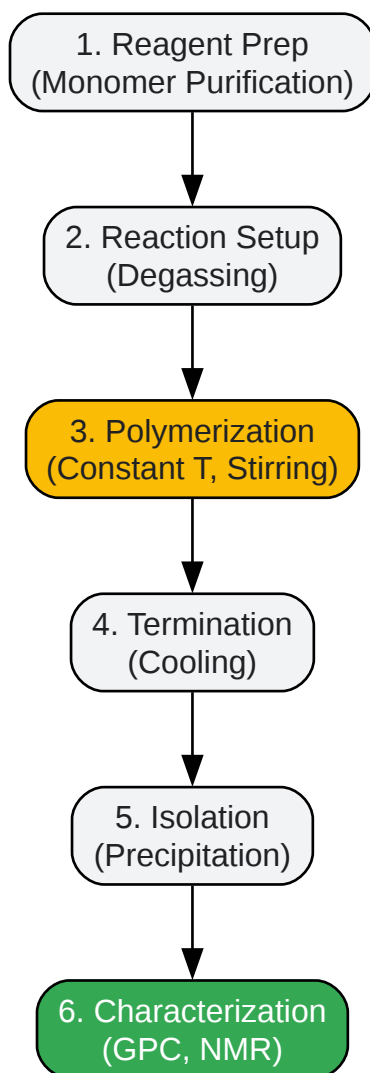 1. Reagent Prep
(Monomer Purification)
2. Reaction Setup
(Degassing)
3. Polymerization
(Constant T, Stirring)
4. Termination
(Cooling)
5. Isolation
(Precipitation)
6. Characterization
(GPC, NMR)